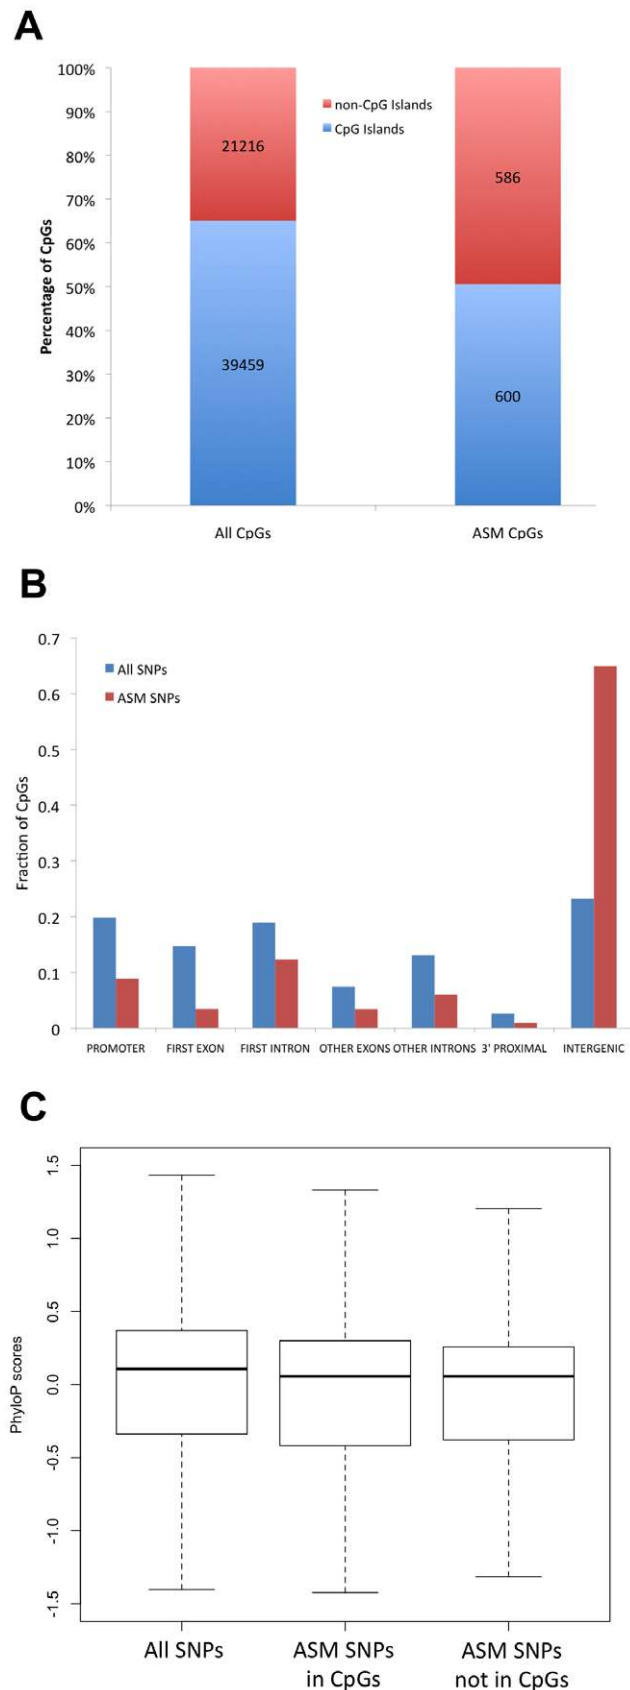 A
100%
90%
80%
70%
60%
50%
40%
30%
20%
10%
0%
Percentage of CpGs
non-CpG Islands
CpG Islands
21216
39459
586
600
All CpGs
ASM CpGs
B
0.7
0.6
0.5
0.4
0.3
0.2
0.1
0
Fraction of CpGs
All SNPs
ASM SNPs
PROMOTER
FIRST EXON
FIRST INTRON
OTHER EXONS
OTHER INTRONS
3' PROXIMAL
INTERGENIC
C
1.5
1.0
0.5
0.0
-0.5
-1.0
-1.5
PhyloP scores
All SNPs
ASM SNPs
in CpGs
ASM SNPs
not in CpGs